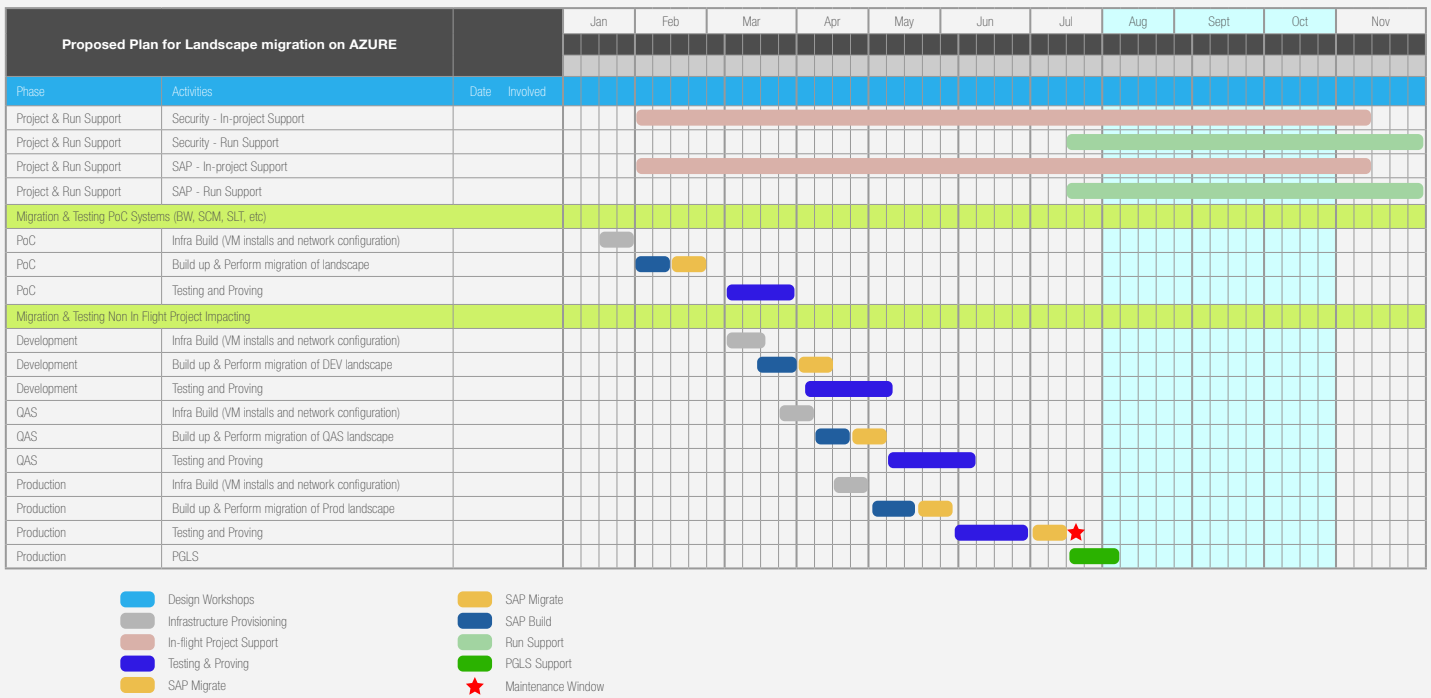 Proposed Plan for Landscape migration on AZURE
Jan Feb Mar Apr May Jun Jul Aug Sept Oct Nov
Phase Activities Date Involved
Project & Run Support Security - In-project Support
Project & Run Support Security - Run Support
Project & Run Support SAP - In-project Support
Project & Run Support SAP - Run Support
Migration & Testing PoC Systems (BW, SCM, SLT, etc)
PoC Infra Build (VM installs and network configuration)
PoC Build up & Perform migration of landscape
PoC Testing and Proving
Migration & Testing Non In Flight Project Impacting
Development Infra Build (VM installs and network configuration)
Development Build up & Perform migration of DEV landscape
Development Testing and Proving
QAS Infra Build (VM installs and network configuration)
QAS Build up & Perform migration of QAS landscape
QAS Testing and Proving
Production Infra Build (VM installs and network configuration)
Production Build up & Perform migration of Prod landscape
Production Testing and Proving
Production PGLS
Design Workshops SAP Migrate
Infrastructure Provisioning SAP Build
In-flight Project Support Run Support
Testing & Proving PGLS Support
SAP Migrate Maintenance Window